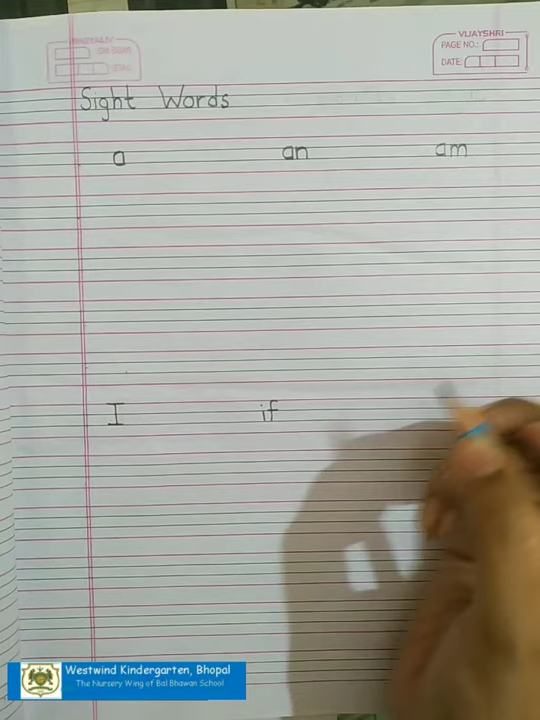 VIJAYSHRI
PAGE NO.:
DATE:
Sight Words
a an am
I if
Westwind Kindergarten, Bhopal
The Nursery Wing of Bal Bhawan School